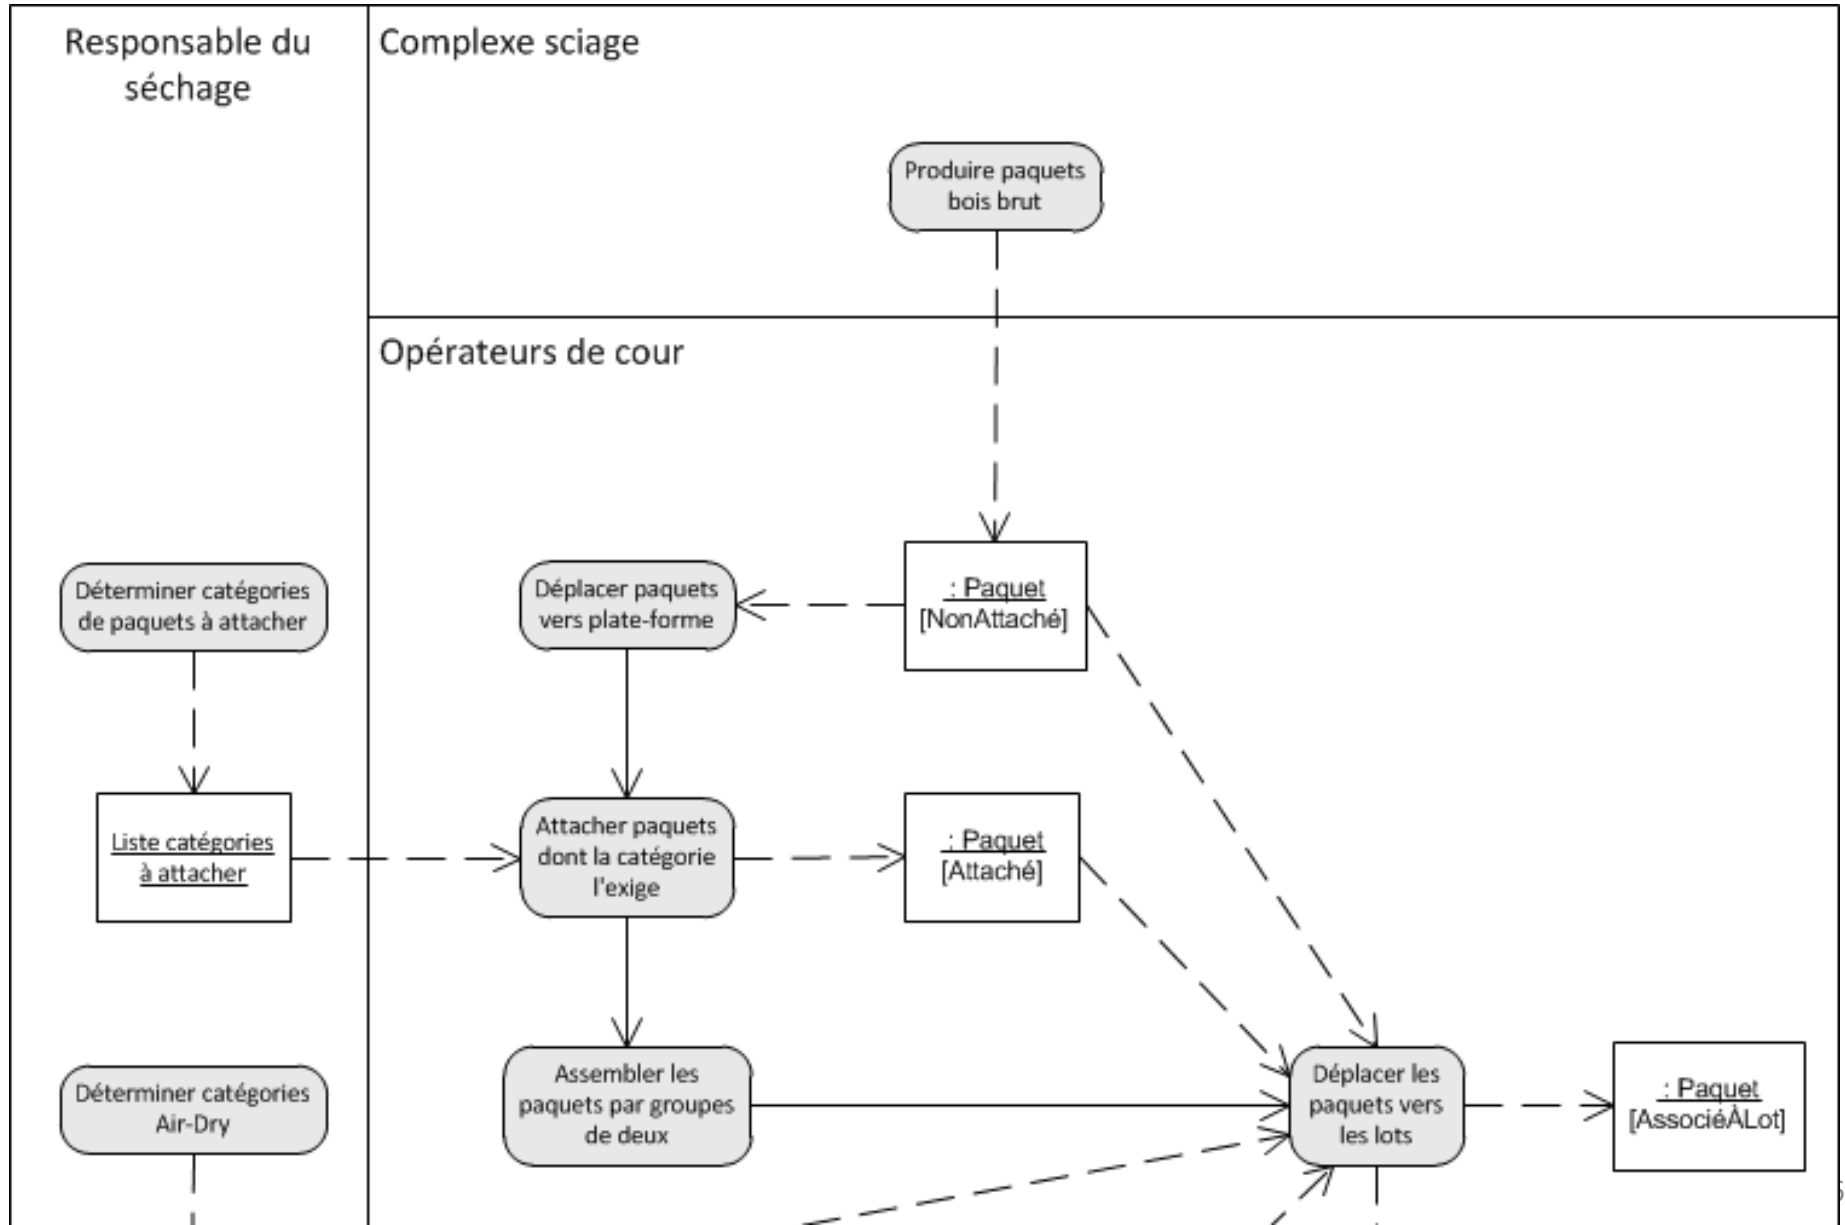 Responsable du
séchage
Complexe sciage
Produire paquets
bois brut
Opérateurs de cour
Déterminer catégories
de paquets à attacher
Déplacer paquets
vers plate-forme
: Paquet
[NonAttaché]
Liste catégories
à attacher
Attacher paquets
dont la catégorie
l'exige
: Paquet
[Attaché]
Déterminer catégories
Air-Dry
Assembler les
paquets par groupes
de deux
Déplacer les
paquets vers
les lots
: Paquet
[AssociéÀLot]